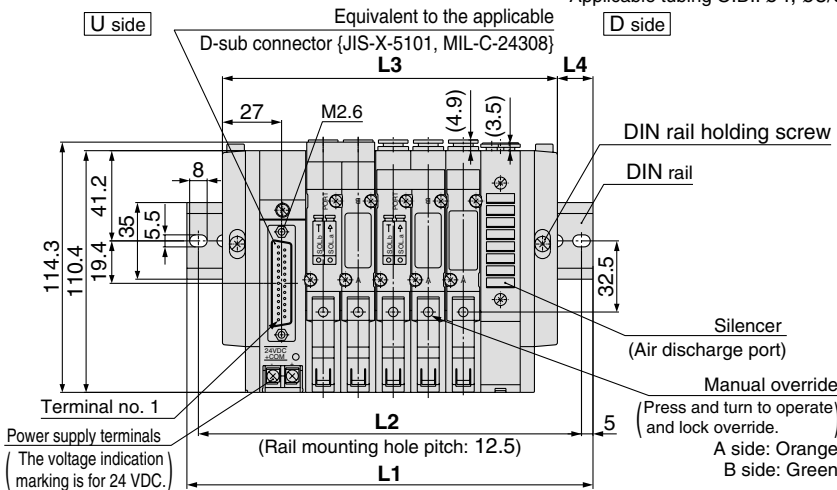 Applicable tubing O.D.: ø
U side
Equivalent to the applicable
D-sub connector {JIS-X-5101, MIL-C-24308}
D side
L3
L4
27
M2.6
(4.9)
(3.5)
DIN rail holding screw
DIN rail
8
41.2
35
5.5
19.4
114.3
110.4
32.5
PORT
B
PORT
B
T
SOL.b
SOL.a
T
SOL.b
SOL.a
A
A
A
A
24VDC
+COM
Silencer
(Air discharge port)
Terminal no. 1
Manual override
(Press and turn to operate
and lock override.)
A side: Orange
B side: Green
Power supply terminals
(The voltage indication
marking is for 24 VDC.)
L2
5
(Rail mounting hole pitch: 12.5)
L1